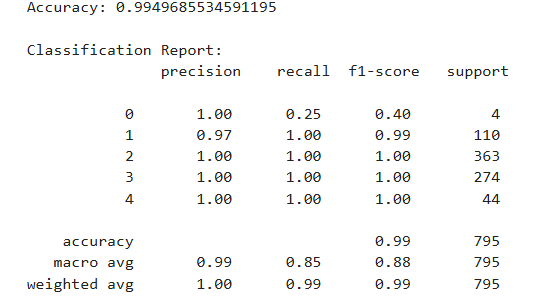 Accuracy: 0.9949685534591195
Classification Report:
precision recall f1-score support
0 1.00 0.25 0.40 4
1 0.97 1.00 0.99 110
2 1.00 1.00 1.00 363
3 1.00 1.00 1.00 274
4 1.00 1.00 1.00 44
accuracy 0.99 795
macro avg 0.99 0.85 0.88 795
weighted avg 1.00 0.99 0.99 795